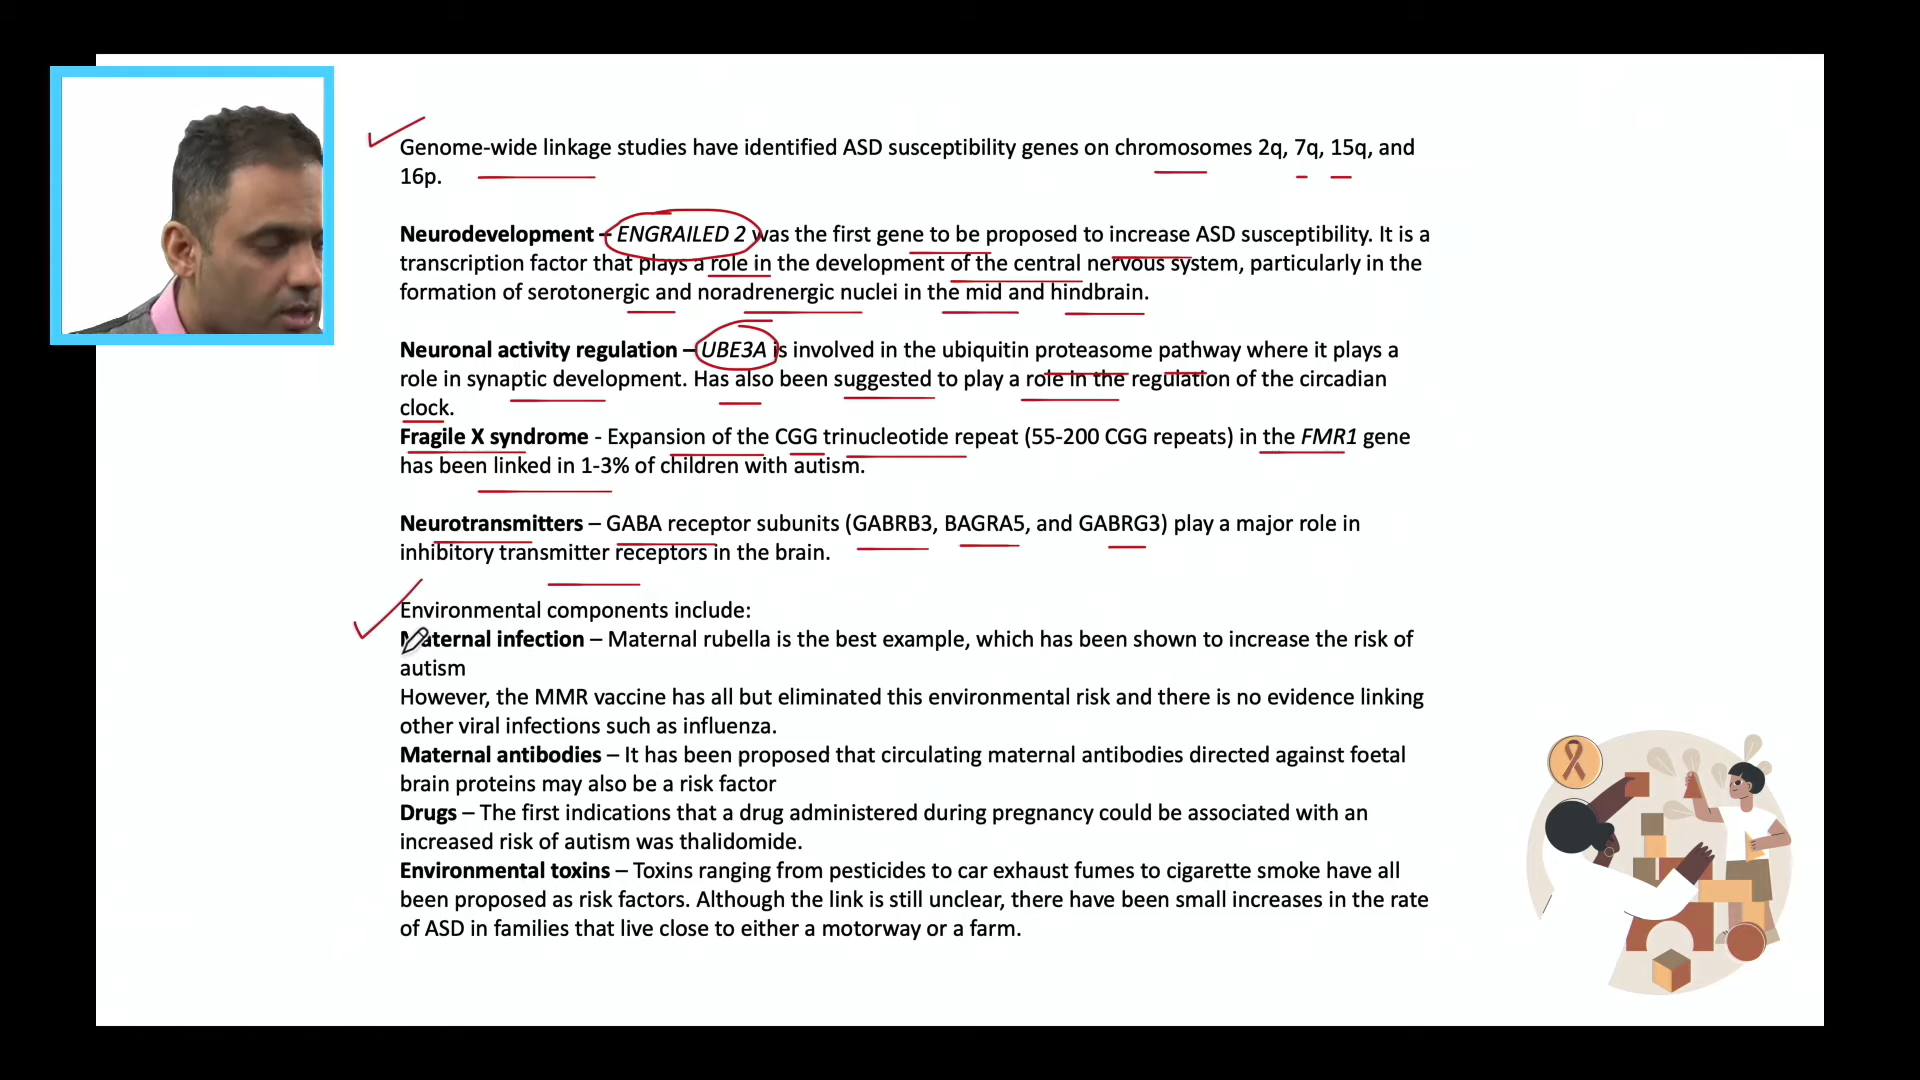 Genome-wide linkage studies have identified ASD susceptibility genes on chromosomes 2q, 7q, 15q, and
16p.
Neurodevelopment – ENGRAILED 2 was the first gene to be proposed to increase ASD susceptibility. It is a
transcription factor that plays a role in the development of the central nervous system, particularly in the
formation of serotonergic and noradrenergic nuclei in the mid and hindbrain.
Neuronal activity regulation – UBE3A is involved in the ubiquitin proteasome pathway where it plays a
role in synaptic development. Has also been suggested to play a role in the regulation of the circadian
clock.
Fragile X syndrome - Expansion of the CGG trinucleotide repeat (55-200 CGG repeats) in the FMR1 gene
has been linked in 1-3% of children with autism.
Neurotransmitters – GABA receptor subunits (GABRB3, BAGRA5, and GABRG3) play a major role in
inhibitory transmitter receptors in the brain.
Environmental components include:
Maternal infection – Maternal rubella is the best example, which has been shown to increase the risk of
autism
However, the MMR vaccine has all but eliminated this environmental risk and there is no evidence linking
other viral infections such as influenza.
Maternal antibodies – It has been proposed that circulating maternal antibodies directed against foetal
brain proteins may also be a risk factor
Drugs – The first indications that a drug administered during pregnancy could be associated with an
increased risk of autism was thalidomide.
Environmental toxins – Toxins ranging from pesticides to car exhaust fumes to cigarette smoke have all
been proposed as risk factors. Although the link is still unclear, there have been small increases in the rate
of ASD in families that live close to either a motorway or a farm.